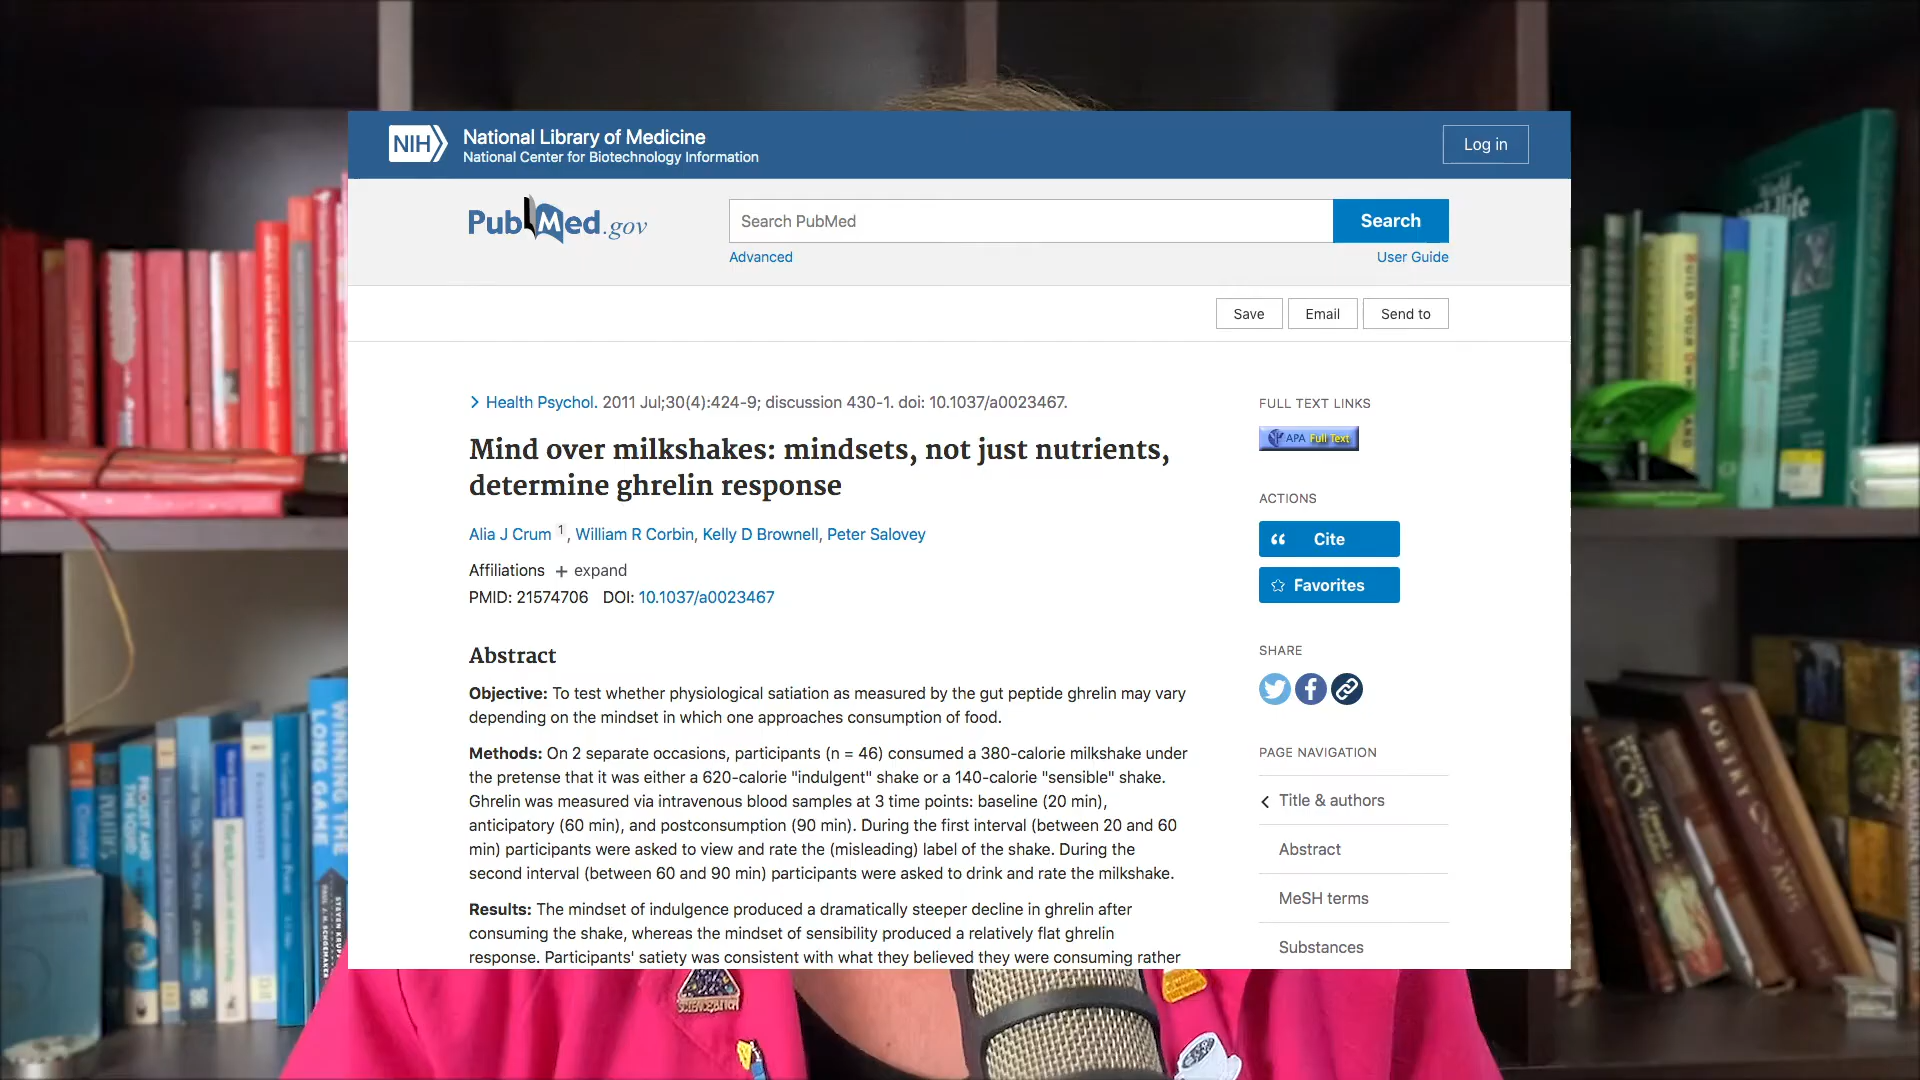 NIH
National Library of Medicine
National Center for Biotechnology Information
Log in
PubMed.gov
Search PubMed
Search
Advanced
User Guide
Save
Email
Send to
Health Psychol. 2011 Jul;30(4):424-9; discussion 430-1. doi: 10.1037/a0023467.
Mind over milkshakes: mindsets, not just nutrients,
determine ghrelin response
Alia J Crum 1, William R Corbin, Kelly D Brownell, Peter Salovey
Affiliations + expand
PMID: 21574706 DOI: 10.1037/a0023467
Abstract
Objective: To test whether physiological satiation as measured by the gut peptide ghrelin may vary
depending on the mindset in which one approaches consumption of food.
Methods: On 2 separate occasions, participants (n = 46) consumed a 380-calorie milkshake under
the pretense that it was either a 620-calorie "indulgent" shake or a 140-calorie "sensible" shake.
Ghrelin was measured via intravenous blood samples at 3 time points: baseline (20 min),
anticipatory (60 min), and postconsumption (90 min). During the first interval (between 20 and 60
min) participants were asked to view and rate the (misleading) label of the shake. During the
second interval (between 60 and 90 min) participants were asked to drink and rate the milkshake.
Results: The mindset of indulgence produced a dramatically steeper decline in ghrelin after
consuming the shake, whereas the mindset of sensibility produced a relatively flat ghrelin
response. Participants' satiety was consistent with what they believed they were consuming rather
FULL TEXT LINKS
APA Full Text
ACTIONS
Cite
Favorites
SHARE
PAGE NAVIGATION
Title & authors
Abstract
MeSH terms
Substances
WINNING THE
LONG GAME
POETRY
ECO
World